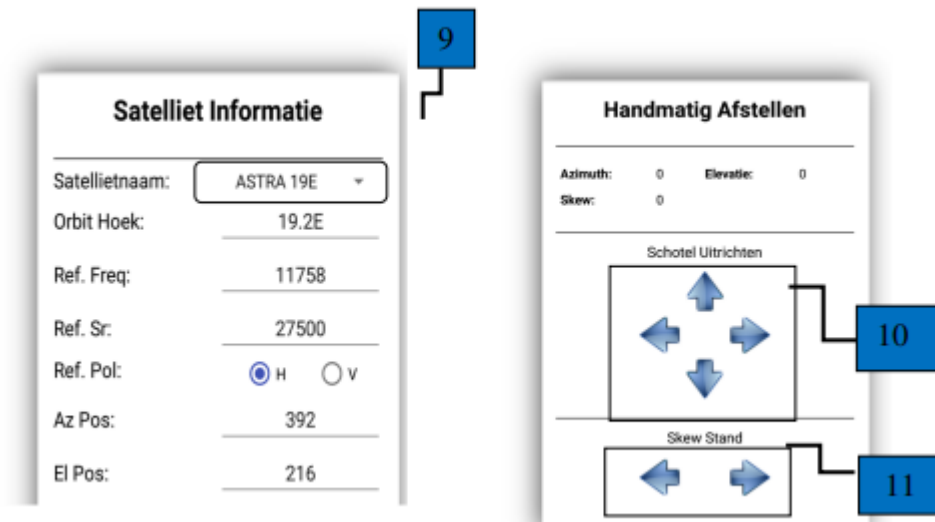 9
Satelliet Informatie
Satellietnaam: ASTRA 19E
Orbit Hoek: 19.2E
Ref. Freq: 11758
Ref. Sr: 27500
Ref. Pol: H V
Az Pos: 392
El Pos: 216
Handmatig Afstellen
Azimuth: 0 Elevatie: 0
Skew: 0
Schotel Uitrichten
10
Skew Stand
11